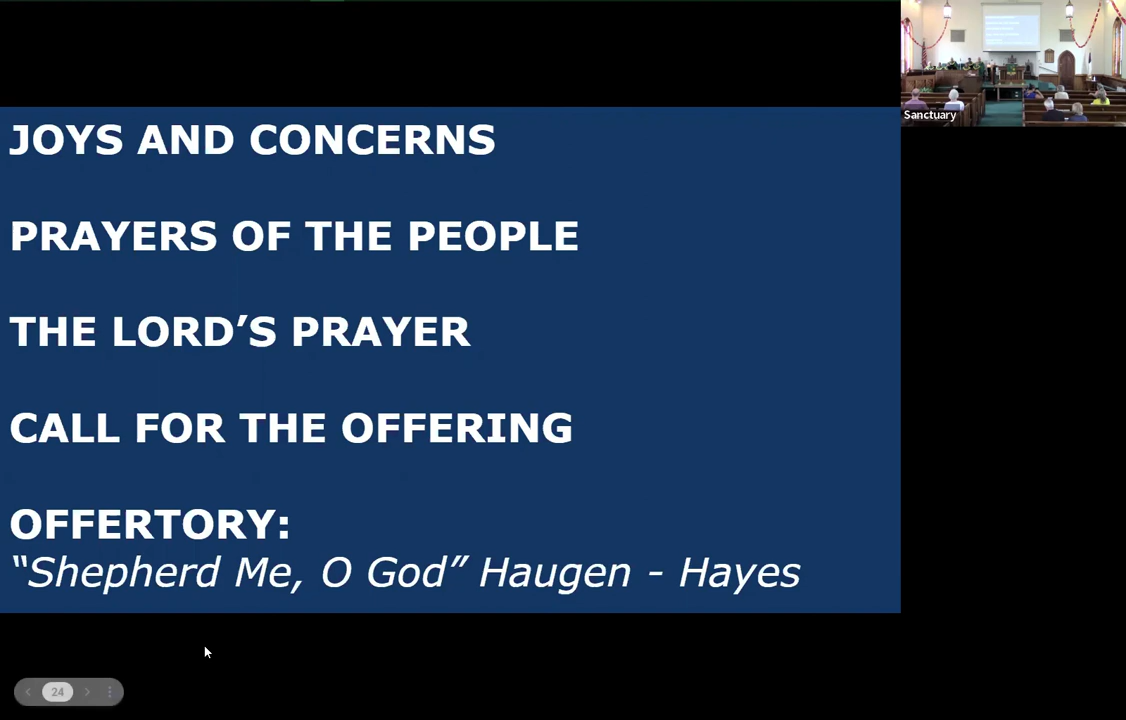 JOYS AND CONCERNS
PRAYERS OF THE PEOPLE
THE LORD’S PRAYER
CALL FOR THE OFFERING
OFFERTORY:
“Shepherd Me, O God” Haugen - Hayes
Sanctuary
24